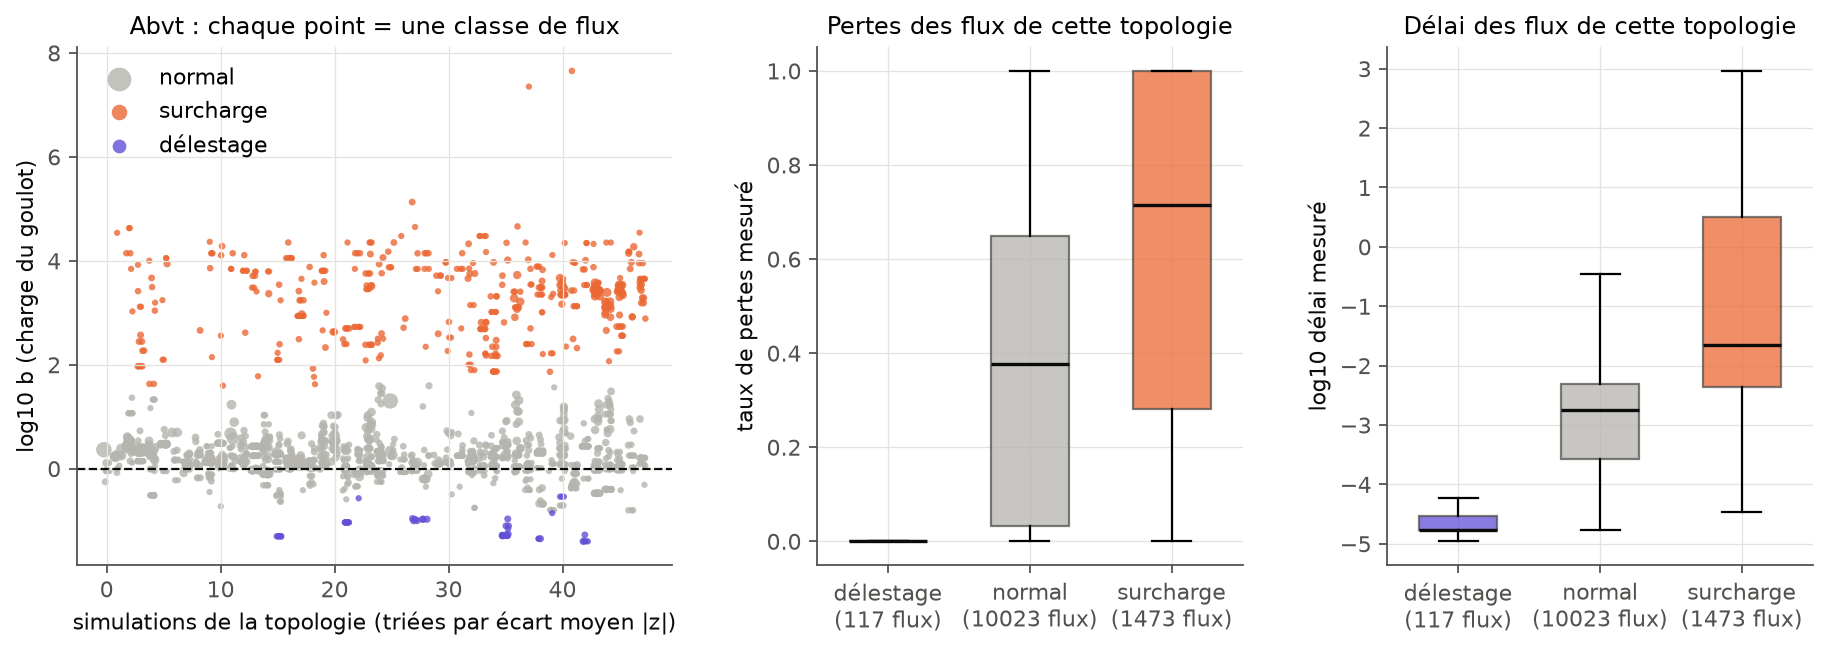 Abvt : chaque point = une classe de flux
log10 b (charge du goulot)
8
6
4
2
0
normal
surcharge
délestage
0 10 20 30 40
simulations de la topologie (triées par écart moyen |z|)
Pertes des flux de cette topologie
taux de pertes mesuré
1.0
0.8
0.6
0.4
0.2
0.0
délestage normal surcharge
(117 flux) (10023 flux) (1473 flux)
Délai des flux de cette topologie
log10 délai mesuré
3
2
1
0
−1
−2
−3
−4
−5
délestage normal surcharge
(117 flux) (10023 flux) (1473 flux)